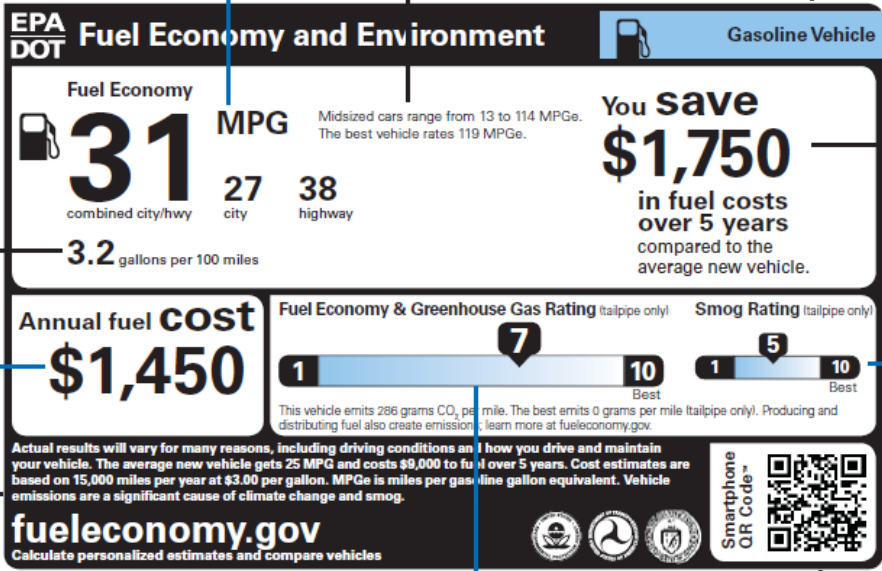 EPA
DOT
Fuel Economy and Environment
Gasoline Vehicle
Fuel Economy
31
MPG
combined city/hwy
27
city
38
highway
3.2 gallons per 100 miles
Midsized cars range from 13 to 114 MPGe.
The best vehicle rates 119 MPGe.
You save
$1,750
in fuel costs
over 5 years
compared to the
average new vehicle.
Annual fuel cost
$1,450
Fuel Economy & Greenhouse Gas Rating (tailpipe only)
7
1
10
Best
Smog Rating (tailpipe only)
5
1
10
Best
This vehicle emits 286 grams CO₂ per mile. The best emits 0 grams per mile (tailpipe only). Producing and
distributing fuel also create emissions; learn more at fueleconomy.gov.
Actual results will vary for many reasons, including driving conditions and how you drive and maintain
your vehicle. The average new vehicle gets 25 MPG and costs $9,000 to fuel over 5 years. Cost estimates are
based on 15,000 miles per year at $3.00 per gallon. MPGe is miles per gasoline gallon equivalent. Vehicle
emissions are a significant cause of climate change and smog.
fueleconomy.gov
Calculate personalized estimates and compare vehicles
Smartphone
QR Code™